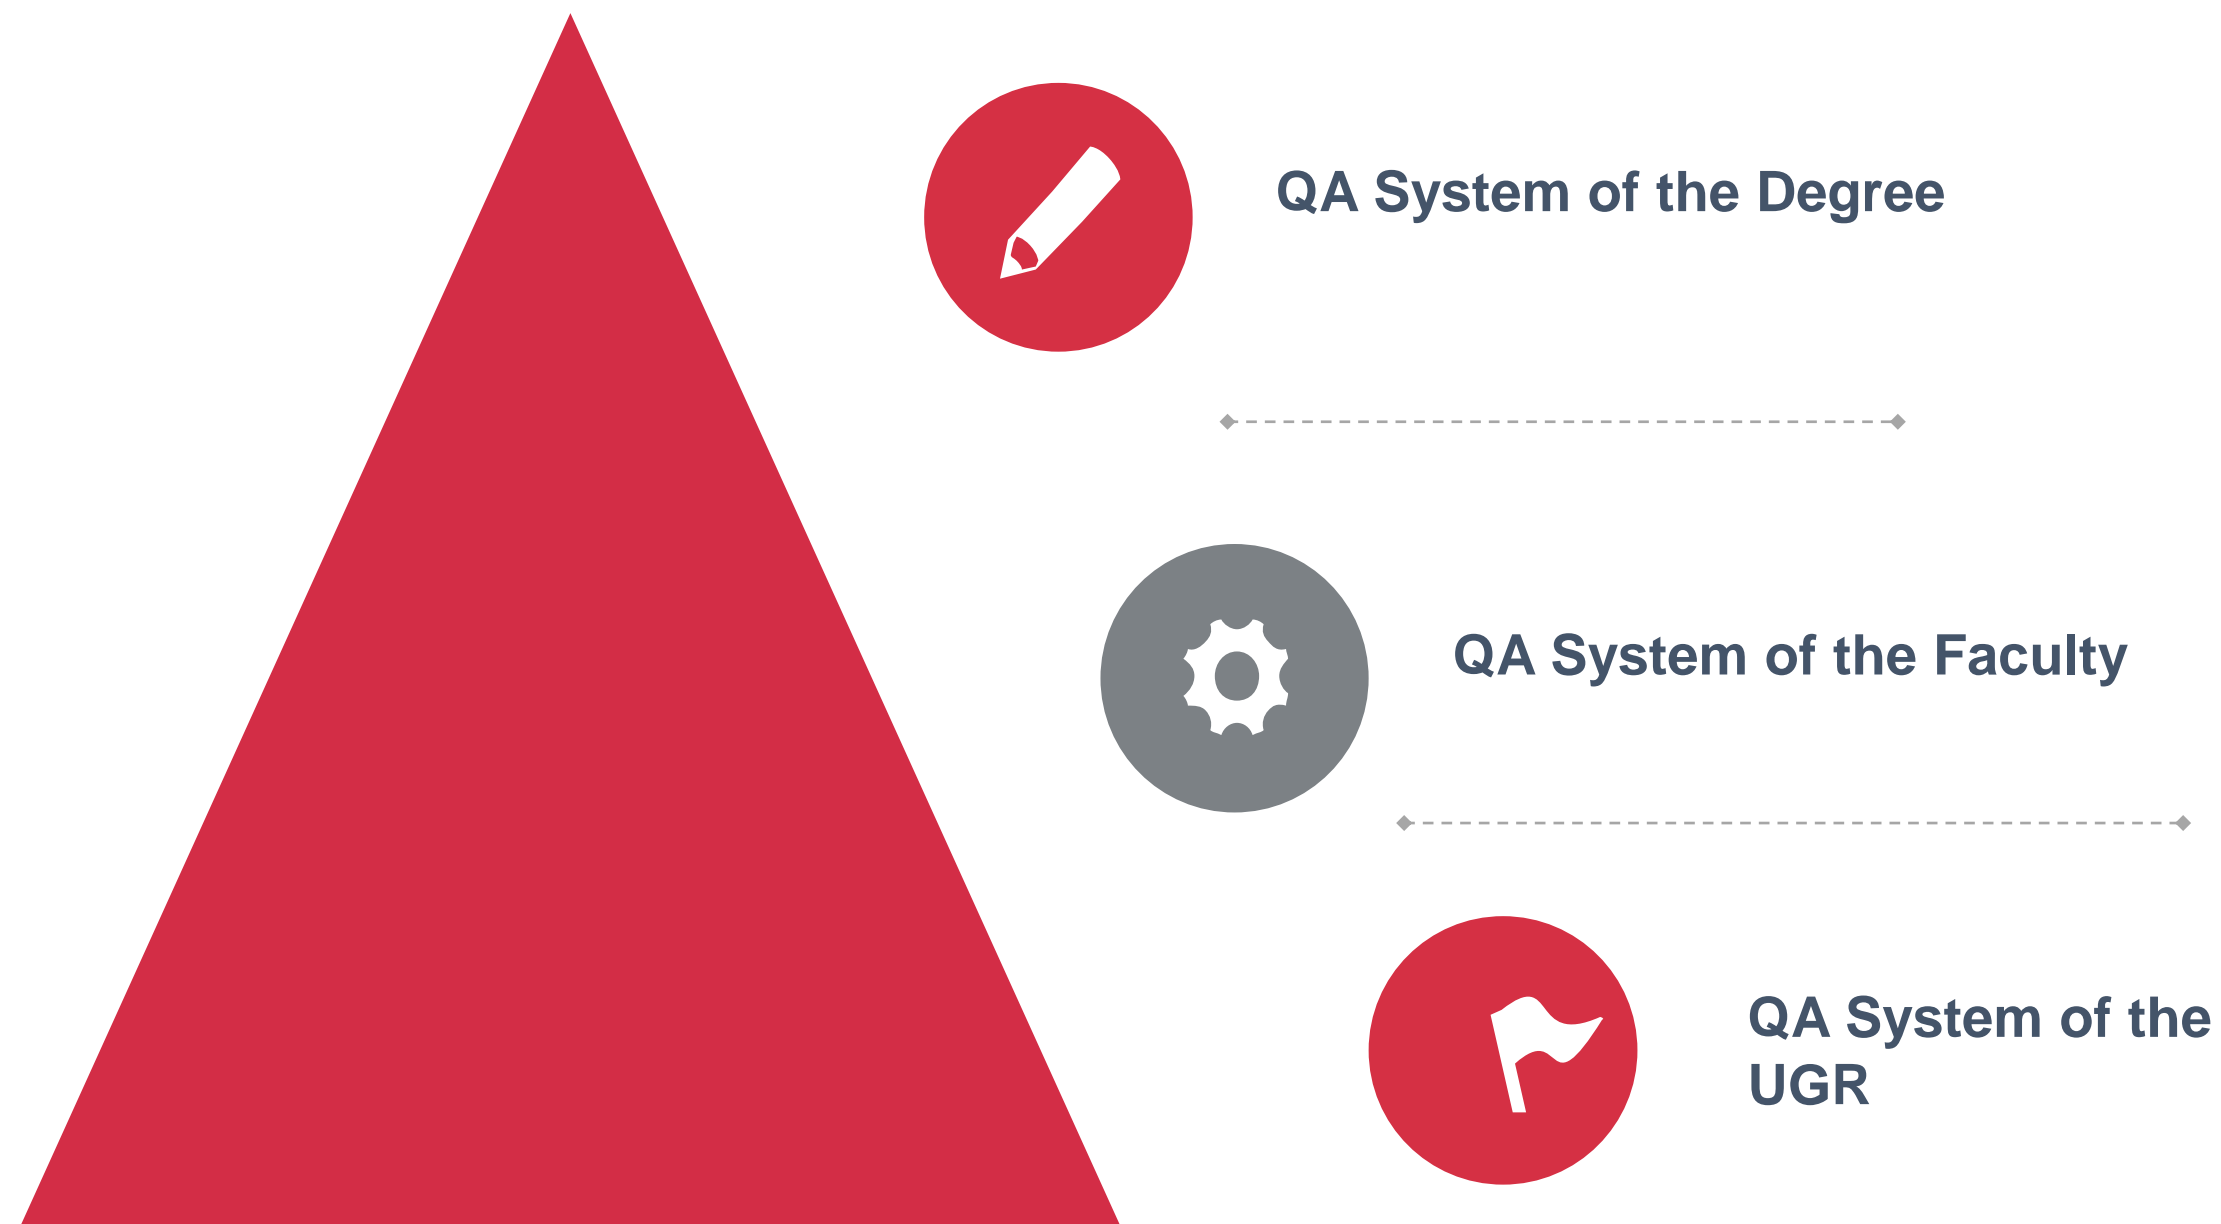 QA System of the Degree
QA System of the Faculty
QA System of the
UGR